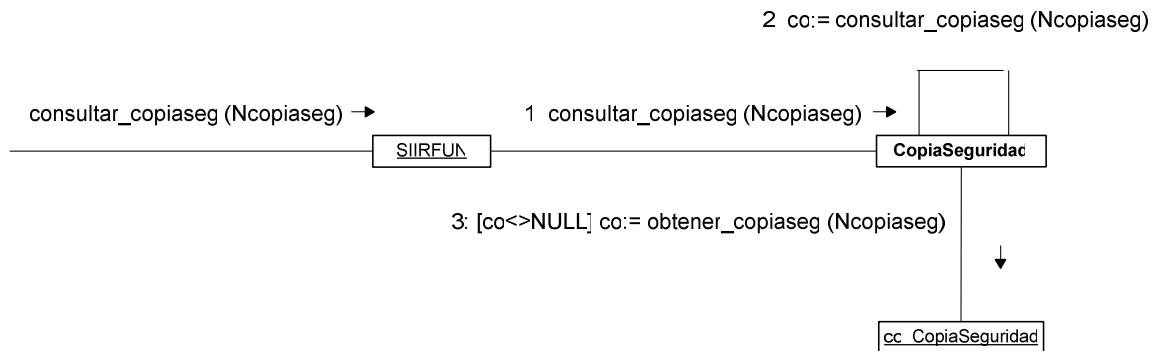 2 co:= consultar_copiaseg (Ncopiaseg)
consultar_copiaseg (Ncopiaseg)
1 consultar_copiaseg (Ncopiaseg)
SIIRFUN
CopiaSeguridad
3: [co<>NULL] co:= obtener_copiaseg (Ncopiaseg)
co CopiaSeguridad